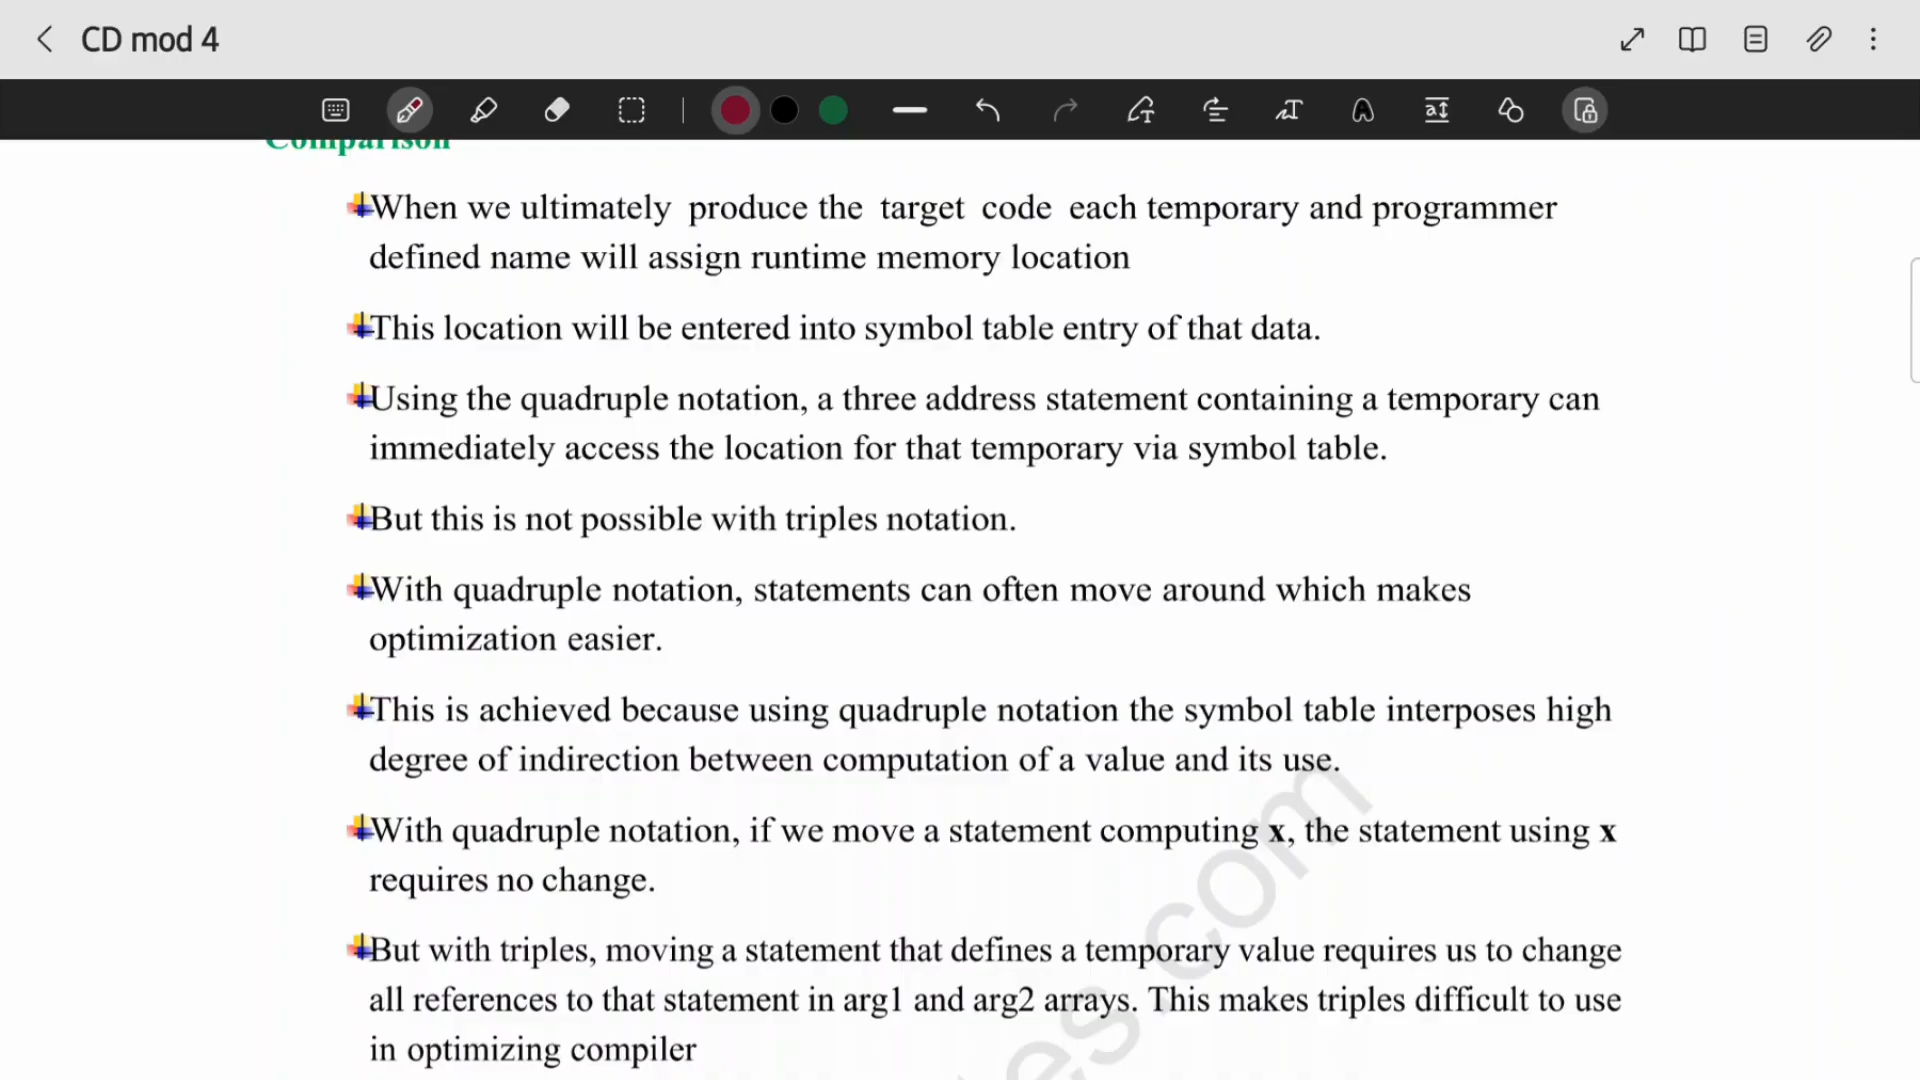 CD mod 4
Comparison
When we ultimately produce the target code each temporary and programmer
defined name will assign runtime memory location
This location will be entered into symbol table entry of that data.
Using the quadruple notation, a three address statement containing a temporary can
immediately access the location for that temporary via symbol table.
But this is not possible with triples notation.
With quadruple notation, statements can often move around which makes
optimization easier.
This is achieved because using quadruple notation the symbol table interposes high
degree of indirection between computation of a value and its use.
With quadruple notation, if we move a statement computing x, the statement using x
requires no change.
But with triples, moving a statement that defines a temporary value requires us to change
all references to that statement in arg1 and arg2 arrays. This makes triples difficult to use
in optimizing compiler
es.com